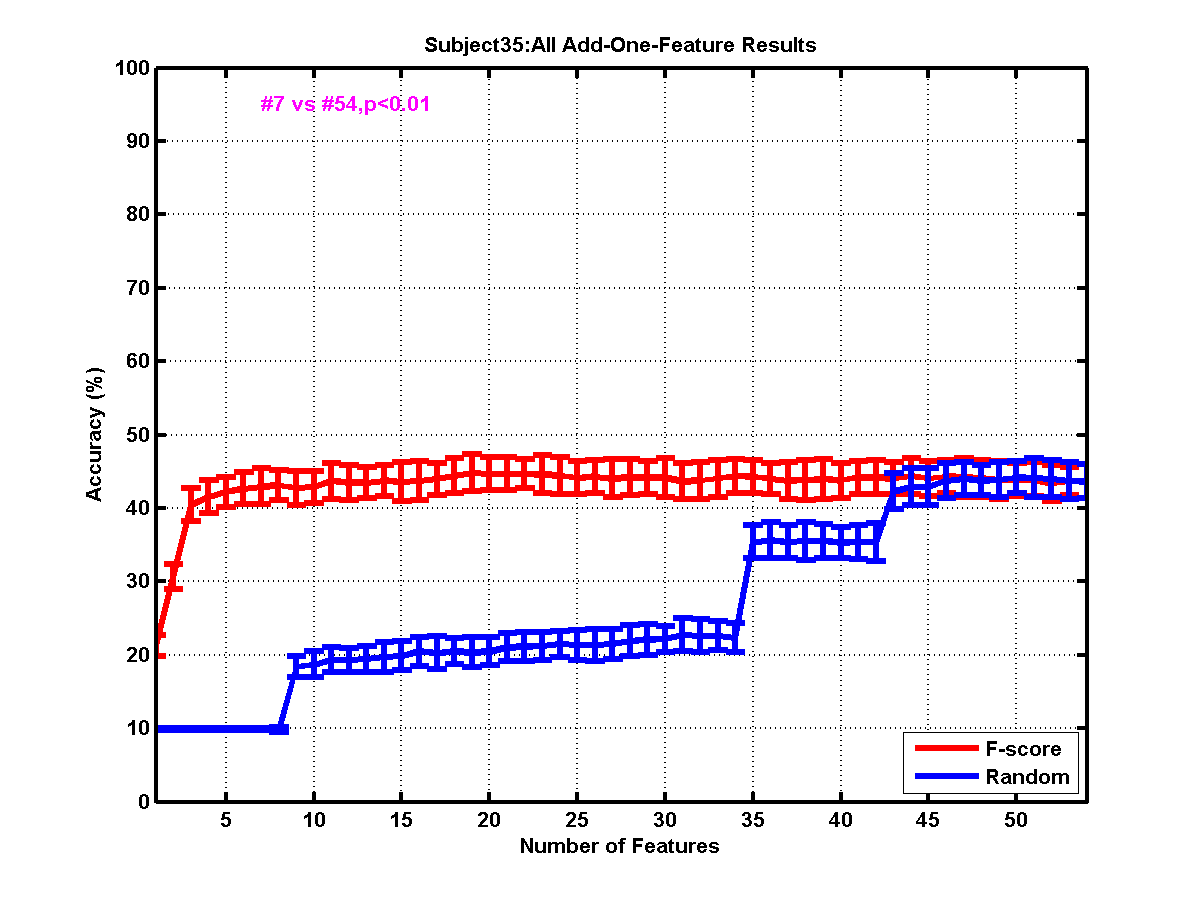 Subject35:All Add-One-Feature Results
#7 vs #54,p<0.01
100
90
80
70
60
50
40
30
20
10
0
Accuracy (%)
5 10 15 20 25 30 35 40 45 50
Number of Features
F-score
Random